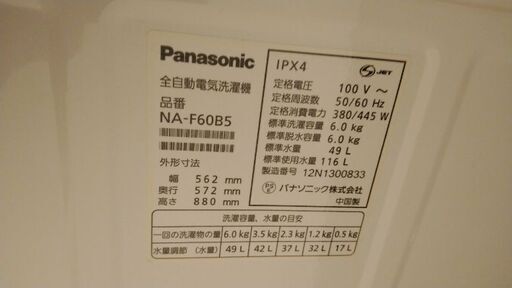 Panasonic
全自動電気洗濯機
品番
NA-F60B5
外形寸法
幅 562 mm
奥行 572 mm
高さ 880 mm
IPX4
S JET
定格電圧 100 V ～
定格周波数 50/60 Hz
定格消費電力 380/445 W
標準洗濯容量 6.0 kg
標準脱水容量 6.0 kg
標準水量 49 L
標準使用水量 116 L
製造番号 12N1300833
PS E パナソニック株式会社
中国製
洗濯容量、水量の目安
一回の洗濯物の量 6.0 kg 3.5 kg 2.3 kg 1.2 kg 0.5 kg
水量調節 (水量) 49 L 42 L 37 L 32 L 17 L